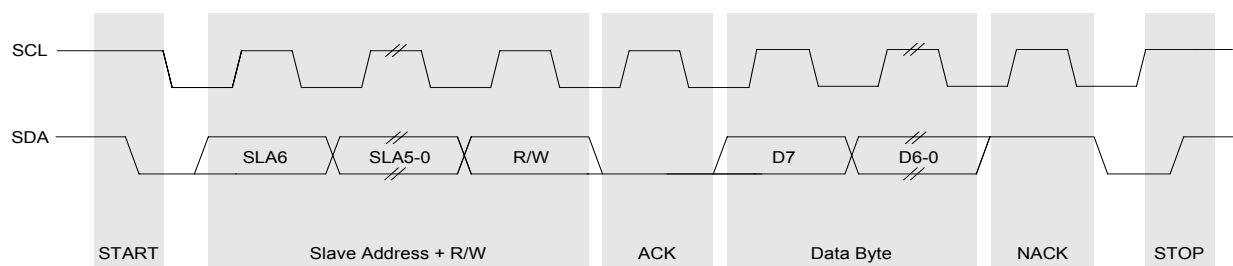 SCL
SDA
SLA6 SLA5-0 R/W D7 D6-0
START Slave Address + R/W ACK Data Byte NACK STOP